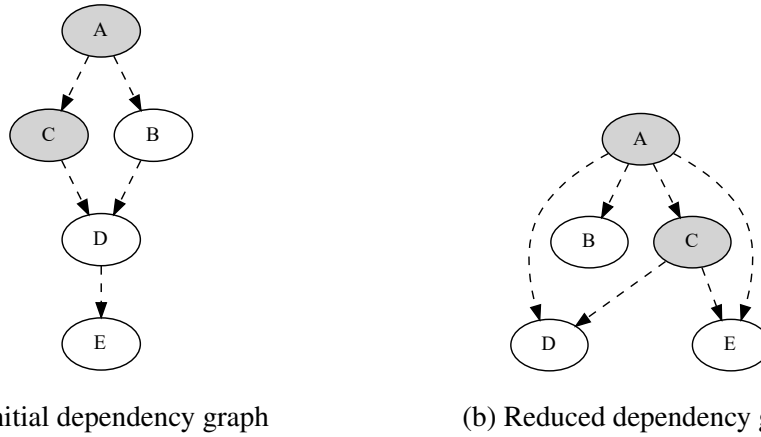 A
C B
D
E
nitial dependency graph
A
B C
D E
(b) Reduced dependency g